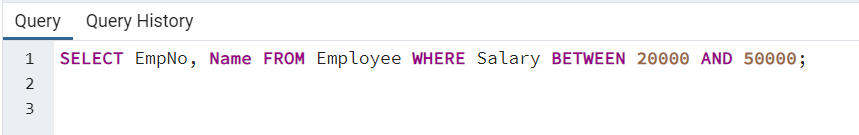 Query Query History
1 SELECT EmpNo, Name FROM Employee WHERE Salary BETWEEN 20000 AND 50000;
2
3